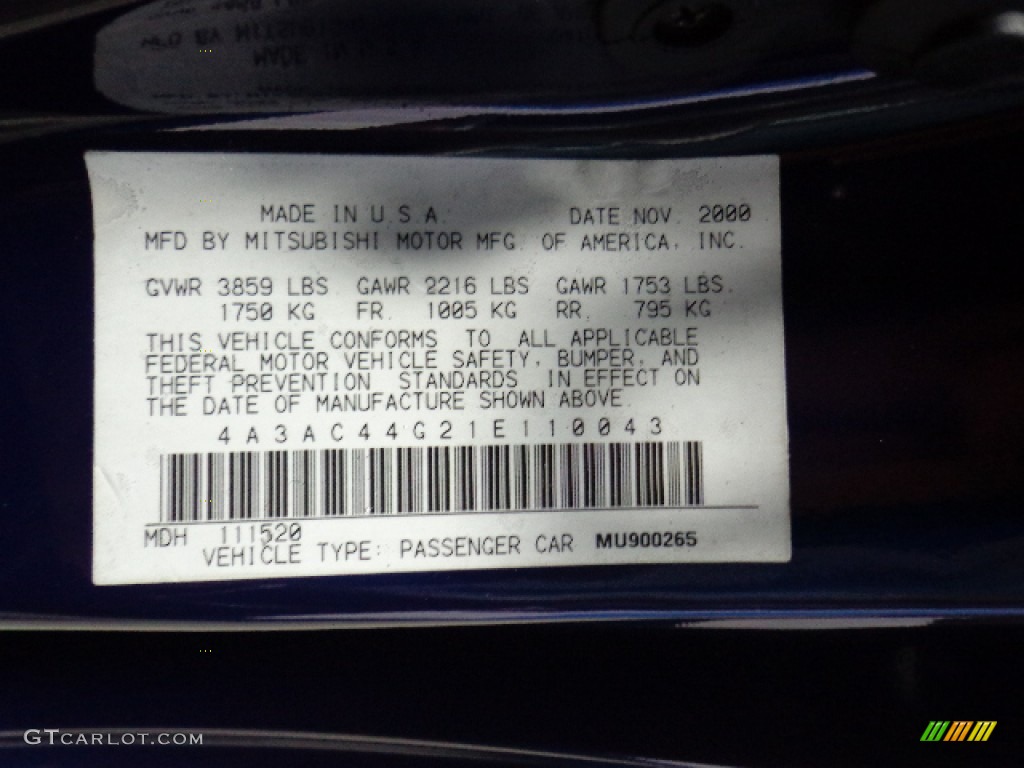 MADE IN U.S.A. DATE NOV. 2000
MFD BY MITSUBISHI MOTOR MFG. OF AMERICA, INC.
GVWR 3859 LBS GAWR 2216 LBS GAWR 1753 LBS.
1750 KG FR. 1005 KG RR. 795 KG
THIS VEHICLE CONFORMS TO ALL APPLICABLE
FEDERAL MOTOR VEHICLE SAFETY, BUMPER, AND
THEFT PREVENTION STANDARDS IN EFFECT ON
THE DATE OF MANUFACTURE SHOWN ABOVE.
4A3AC44G21E110043
MDH 111520
VEHICLE TYPE: PASSENGER CAR MU900265
GTCARLOT.COM